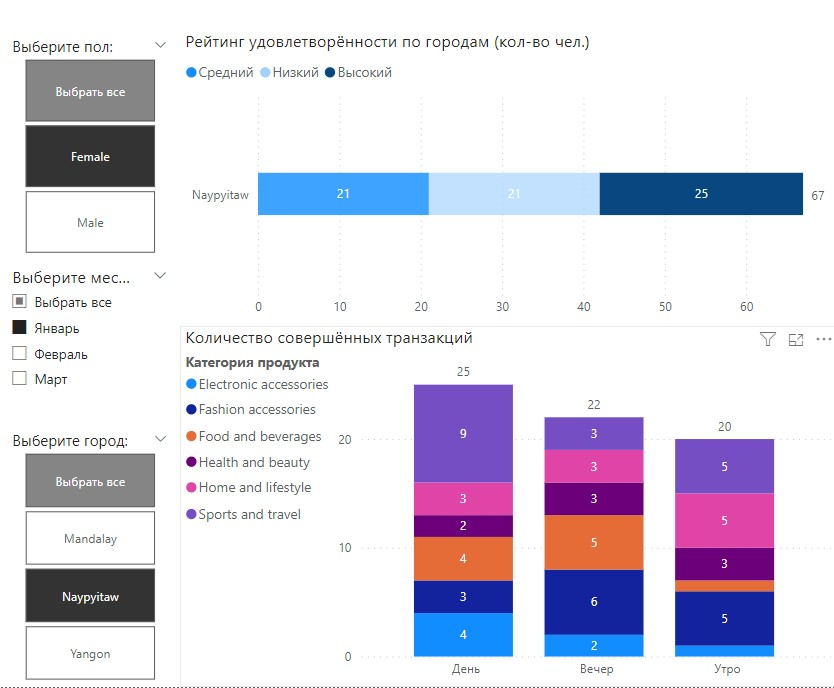 Выберите пол:
Выбрать все
Female
Male
Выберите мес...
Выбрать все
Январь
Февраль
Март
Выберите город:
Выбрать все
Mandalay
Naypyitaw
Yangon
Рейтинг удовлетворённости по городам (кол-во чел.)
Средний Низкий Высокий
Naypyitaw 21 21 25 67
0 10 20 30 40 50 60
Количество совершённых транзакций
Категория продукта
Electronic accessories
Fashion accessories
Food and beverages
Health and beauty
Home and lifestyle
Sports and travel
20
10
0
25
9
3
2
4
3
4
День
22
3
3
3
5
6
2
Вечер
20
5
5
3
5
Утро